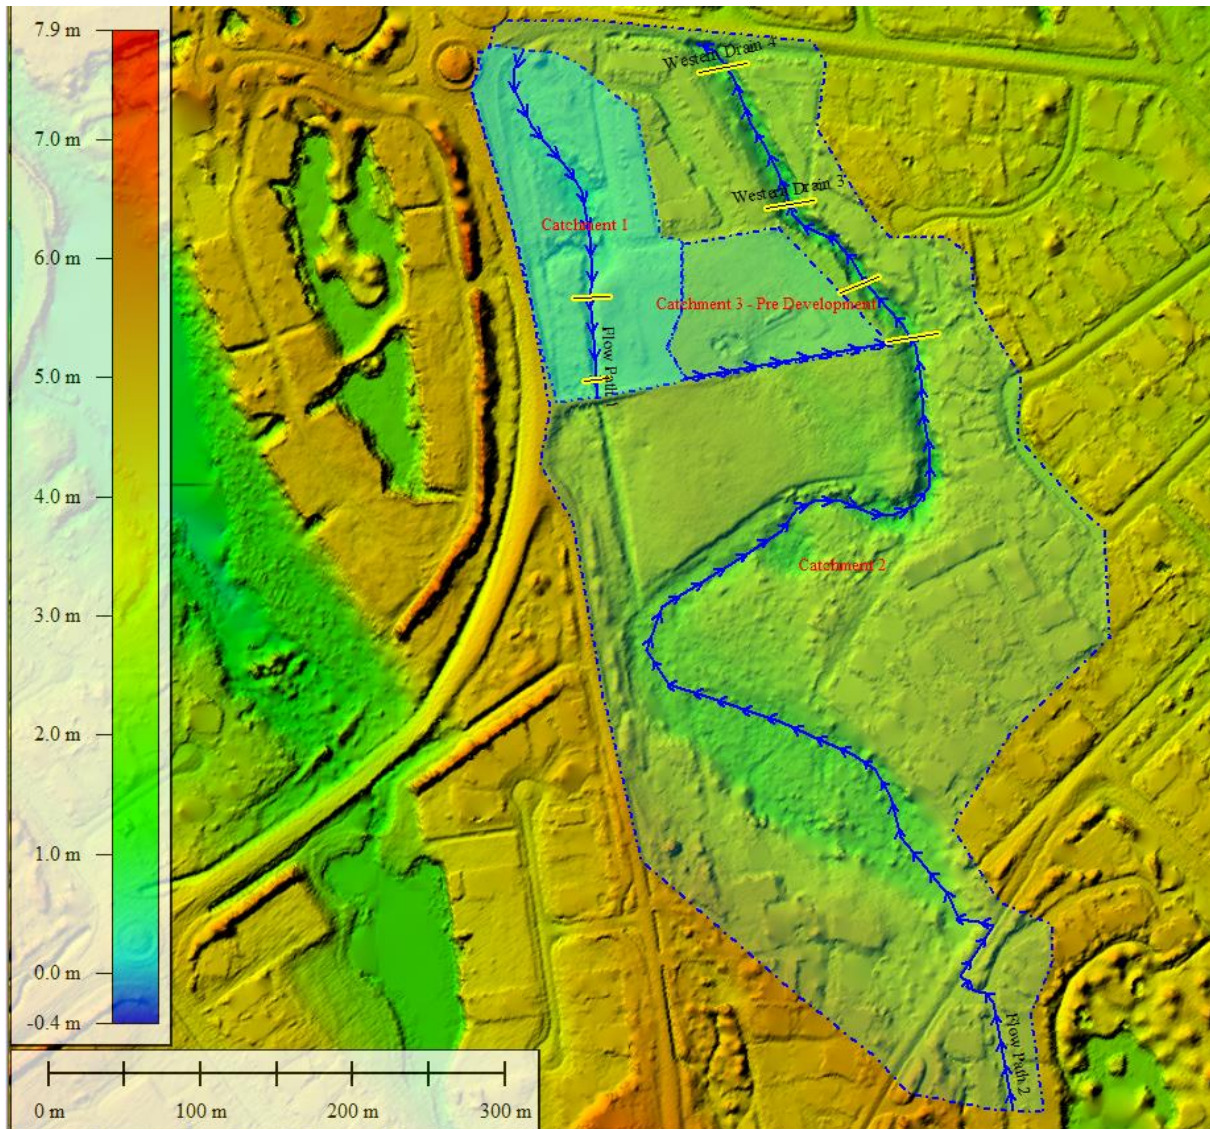 7.9 m
7.0 m
6.0 m
5.0 m
4.0 m
3.0 m
2.0 m
1.0 m
0.0 m
-0.4 m
Western Drain 4
Western Drain 3
Catchment 1
Catchment 3 - Pre Development
Flow Path 1
Catchment 2
Flow Path 2
0 m
100 m
200 m
300 m